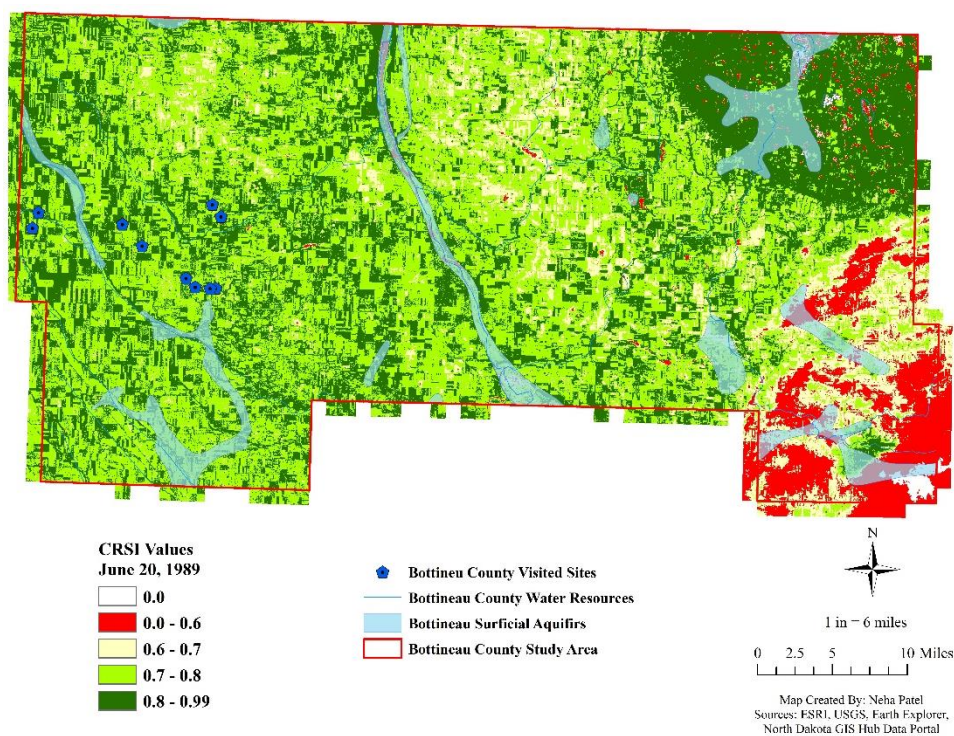 CRSI Values
June 20, 1989
0.0
0.0 - 0.6
0.6 - 0.7
0.7 - 0.8
0.8 - 0.99
Bottineu County Visited Sites
Bottineau County Water Resources
Bottineau Surficial Aquifirs
Bottineau County Study Area
N
1 in = 6 miles
0 2.5 5 10 Miles
Map Created By: Neha Patel
Sources: ESRI, USGS, Earth Explorer,
North Dakota GIS Hub Data Portal